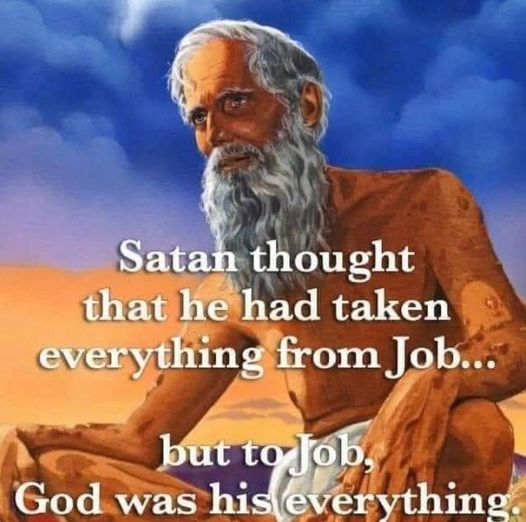 Satan thought
that he had taken
everything from Job...
but to Job,
God was his everything.